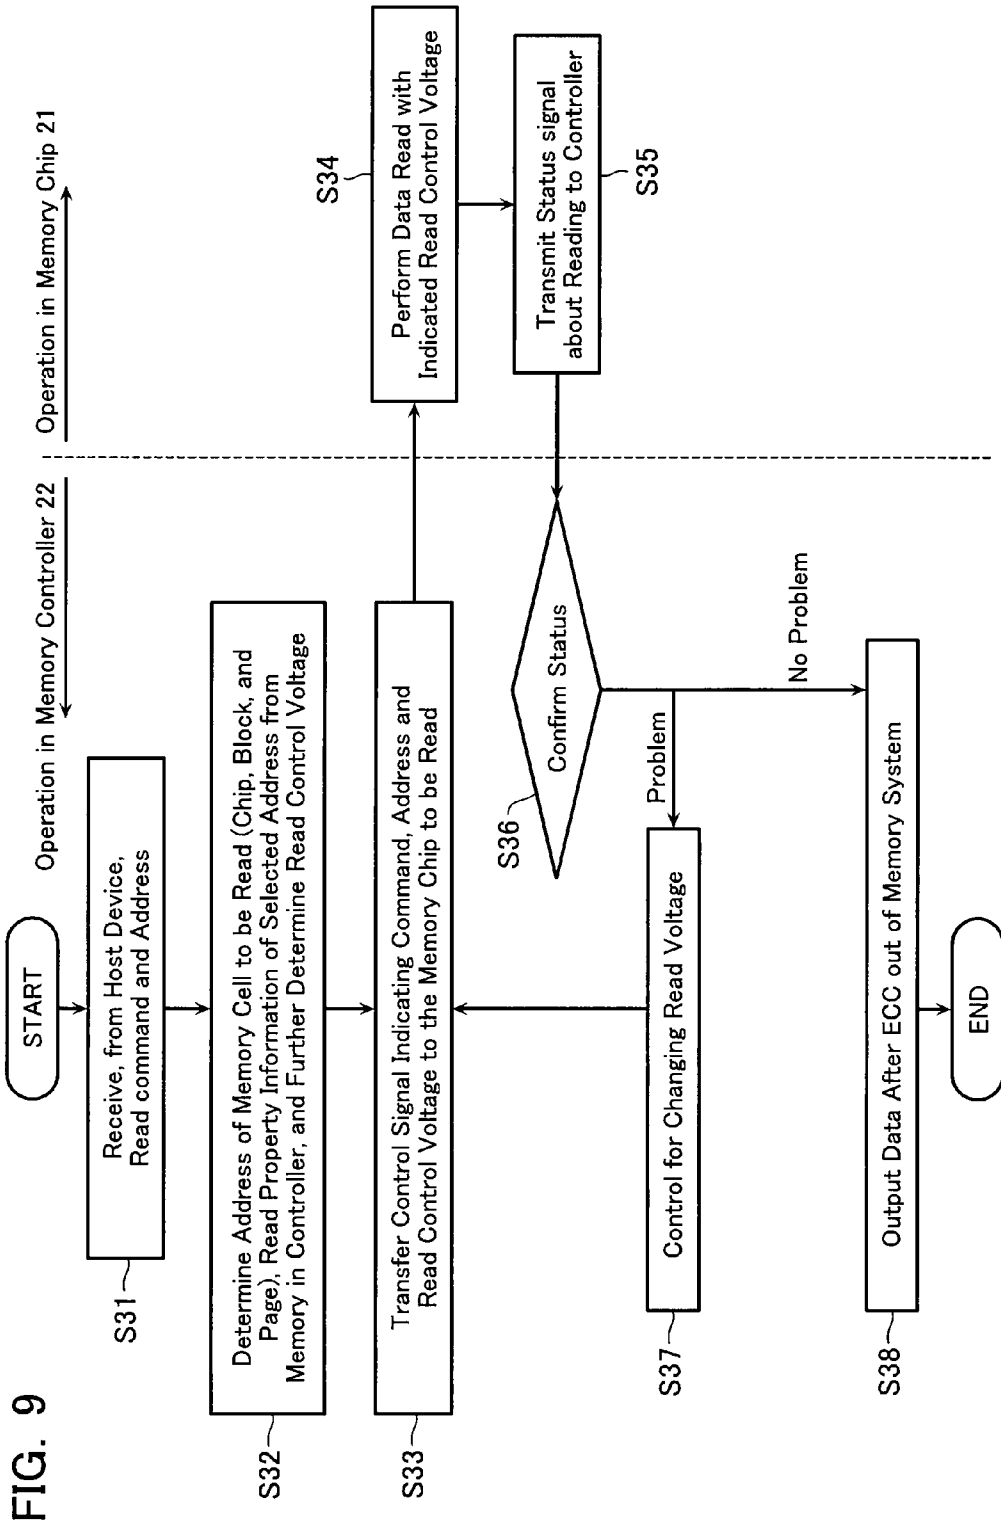 FIG. 9
Operation in Memory Controller 22
Operation in Memory Chip 21
START
S31
Receive, from Host Device,
Read command and Address
S32
Determine Address of Memory Cell to be Read (Chip, Block, and
Page), Read Property Information of Selected Address from
Memory in Controller, and Further Determine Read Control Voltage
S33
Transfer Control Signal Indicating Command, Address and
Read Control Voltage to the Memory Chip to be Read
S34
Perform Data Read with
Indicated Read Control Voltage
Transmit Status signal
about Reading to Controller
S35
S36
Confirm Status
Problem
No Problem
S37
Control for Changing Read Voltage
S38
Output Data After ECC out of Memory System
END